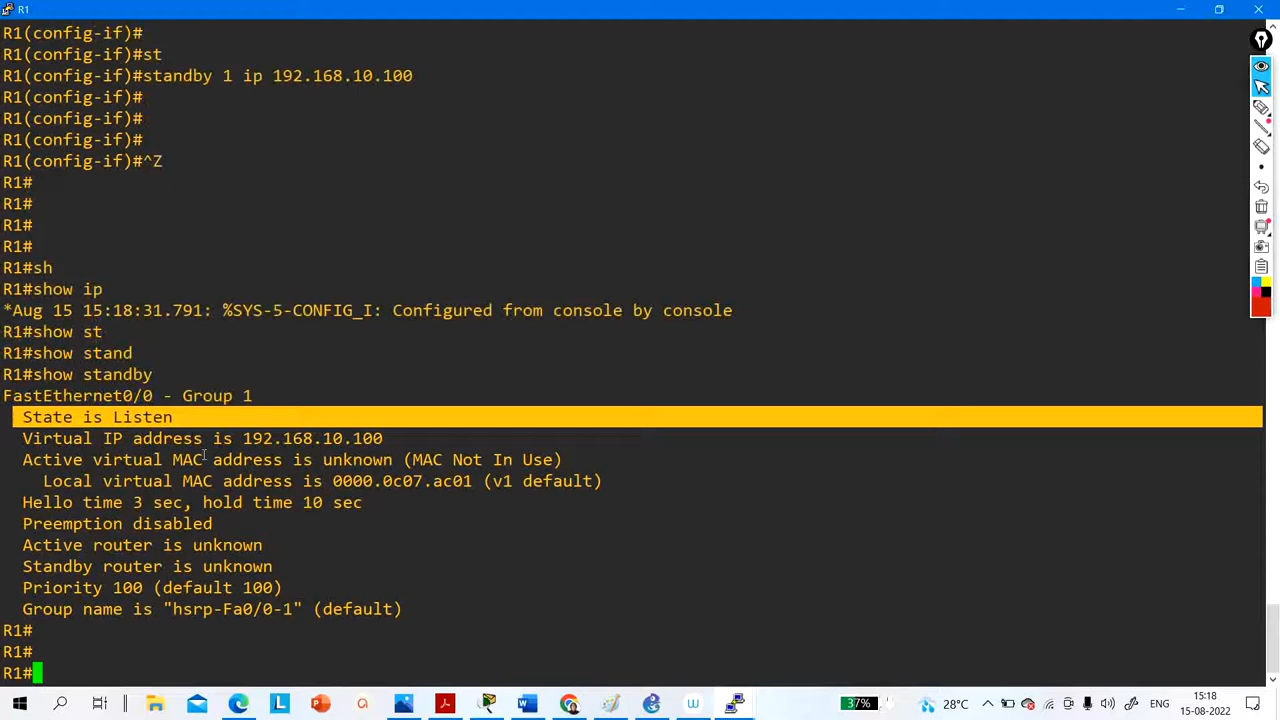 R1
R1(config-if)#
R1(config-if)#st
R1(config-if)#standby 1 ip 192.168.10.100
R1(config-if)#
R1(config-if)#
R1(config-if)#
R1(config-if)#^Z
R1#
R1#
R1#
R1#
R1#sh
R1#show ip
*Aug 15 15:18:31.791: %SYS-5-CONFIG_I: Configured from console by console
R1#show st
R1#show stand
R1#show standby
FastEthernet0/0 - Group 1
State is Listen
Virtual IP address is 192.168.10.100
Active virtual MAC address is unknown (MAC Not In Use)
Local virtual MAC address is 0000.0c07.ac01 (v1 default)
Hello time 3 sec, hold time 10 sec
Preemption disabled
Active router is unknown
Standby router is unknown
Priority 100 (default 100)
Group name is "hsrp-Fa0/0-1" (default)
R1#
R1#
R1#
37%
28°C
ENG
15:18
15-08-2022